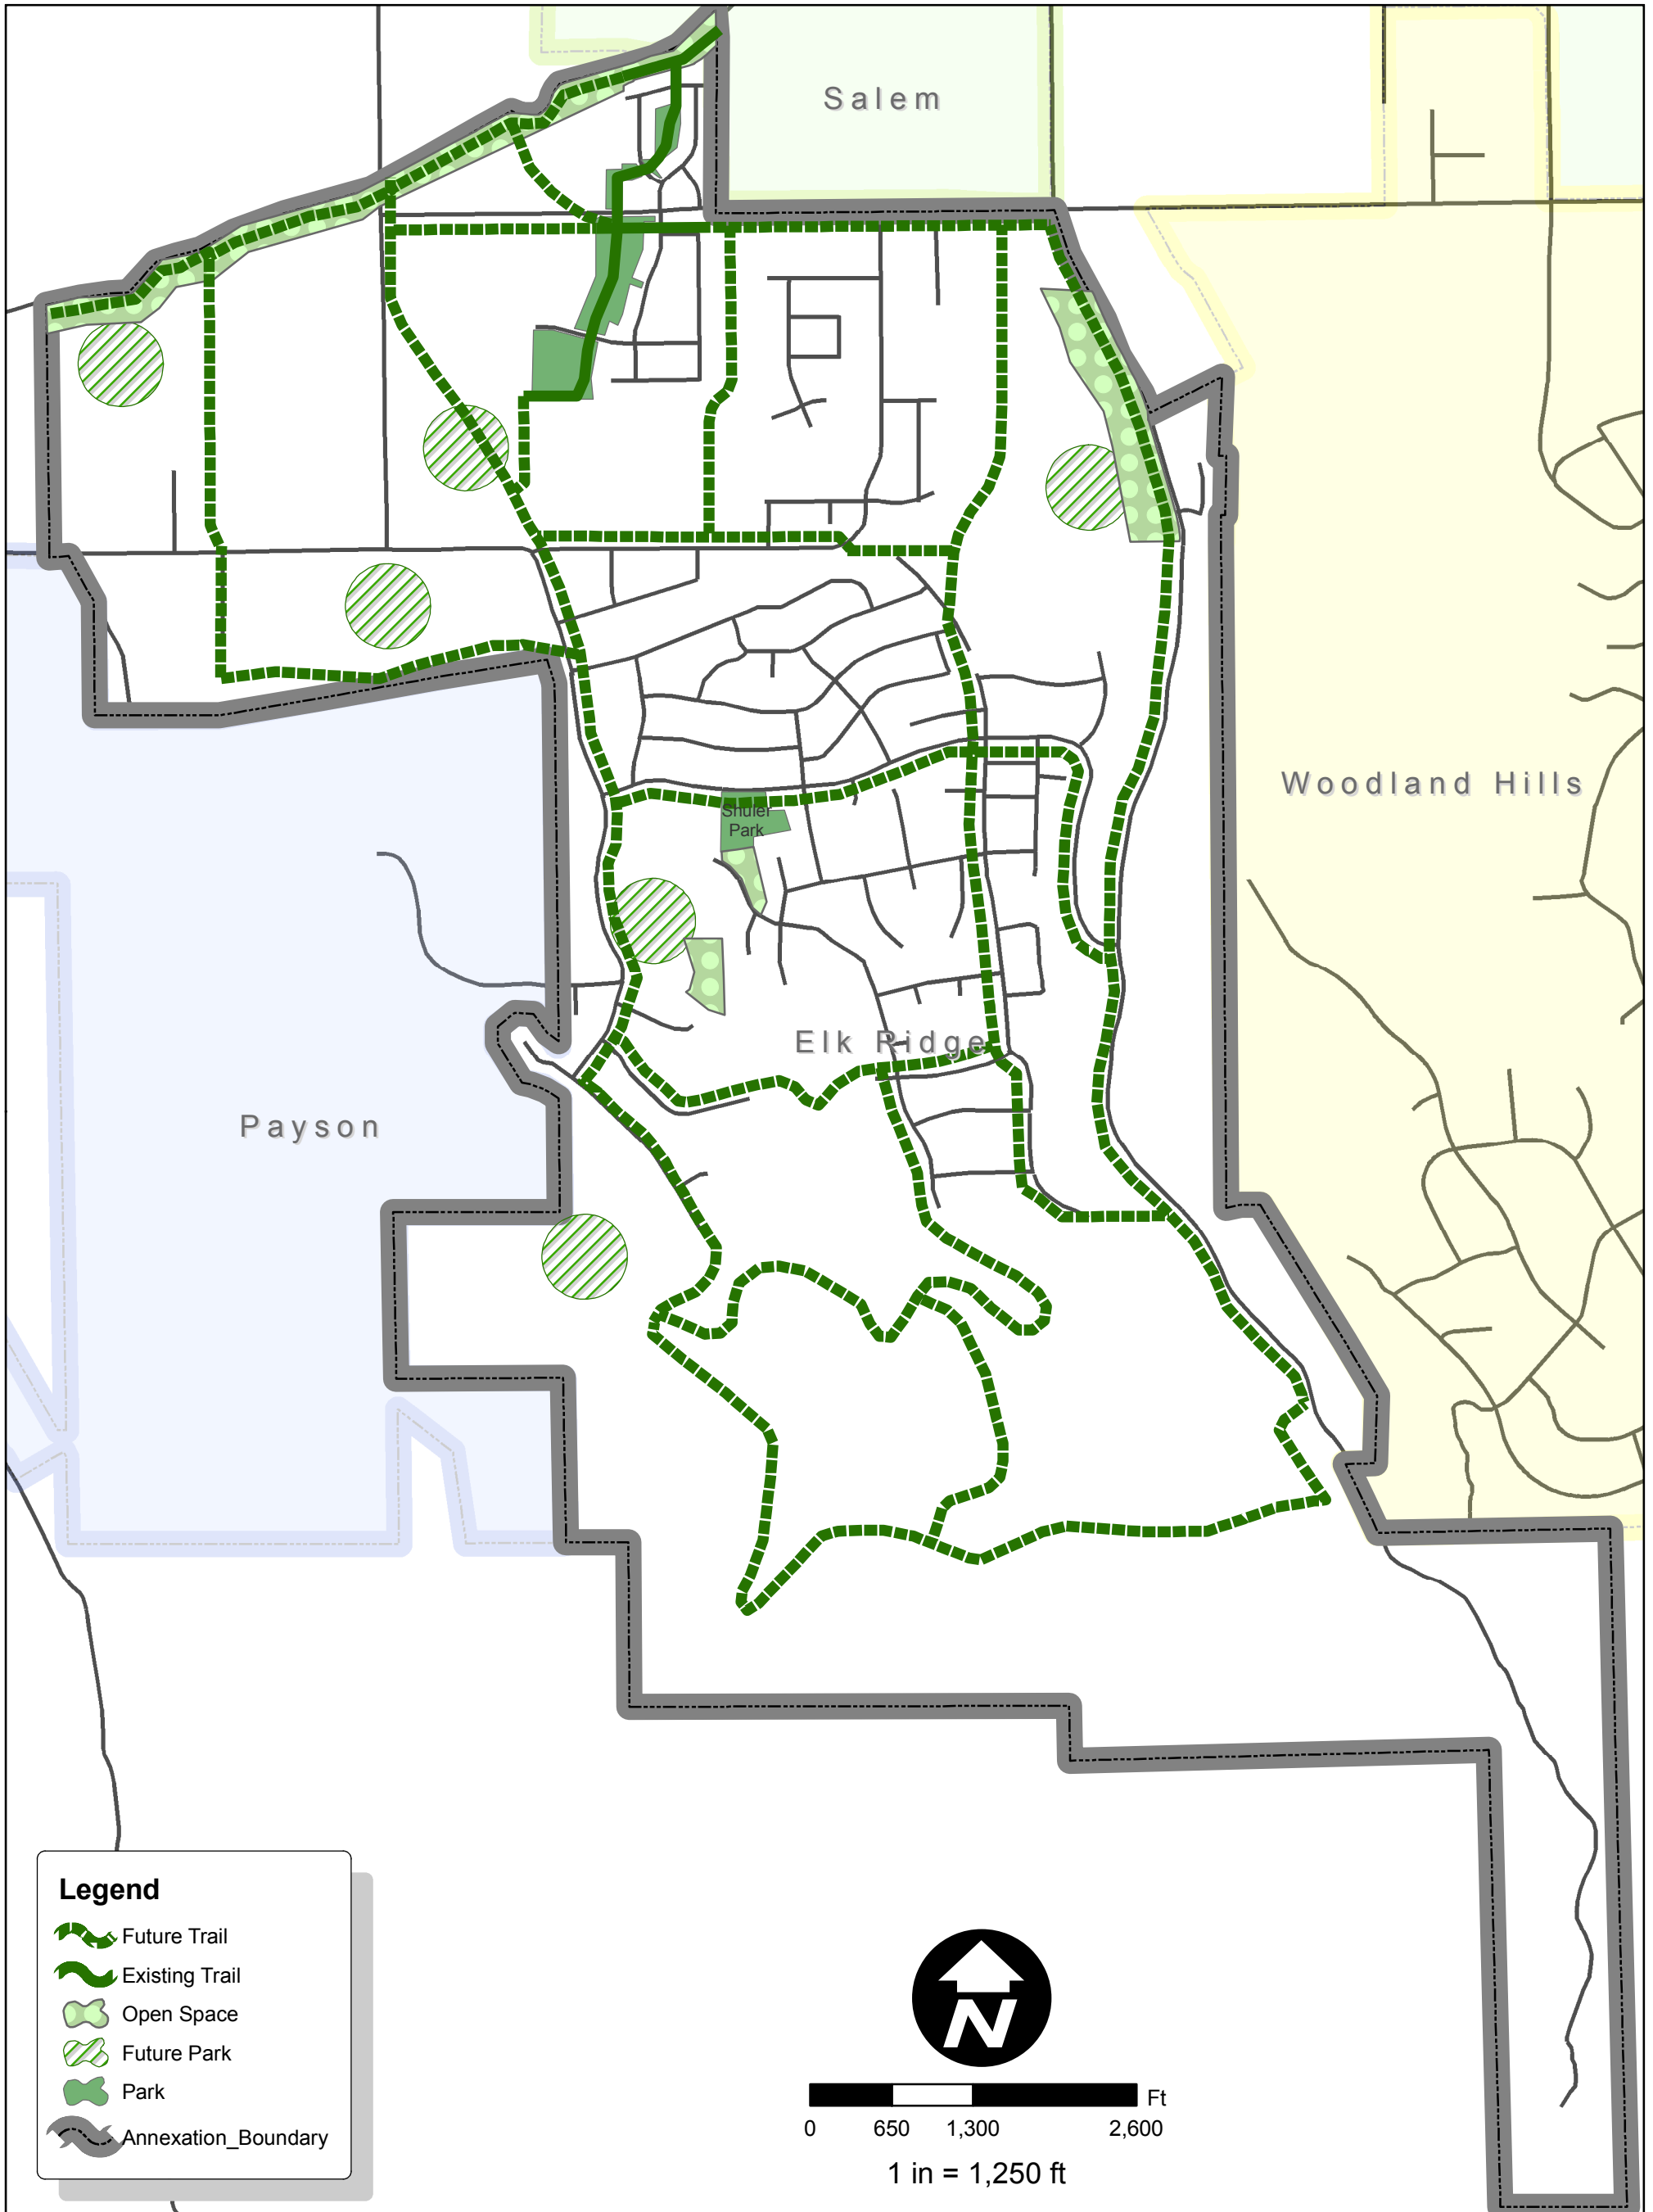 Salem
Woodland Hills
Shuler
Park
Elk Ridge
Payson
Legend
Future Trail
Existing Trail
Open Space
Future Park
Park
Annexation_Boundary
N
Ft
0 650 1,300 2,600
1 in = 1,250 ft